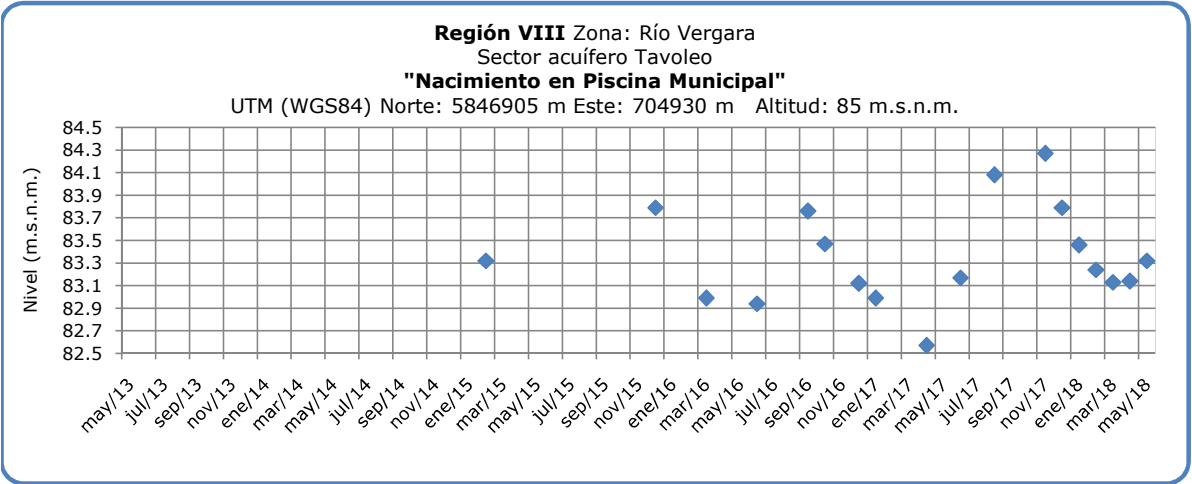 Región VIII Zona: Río Vergara
Sector acuífero Tavoleo
"Nacimiento en Piscina Municipal"
UTM (WGS84) Norte: 5846905 m Este: 704930 m Altitud: 85 m.s.n.m.
Nivel (m.s.n.m.)
84.5
84.3
84.1
83.9
83.7
83.5
83.3
83.1
82.9
82.7
82.5
may/13
jul/13
sep/13
nov/13
ene/14
mar/14
may/14
jul/14
sep/14
nov/14
ene/15
mar/15
may/15
jul/15
sep/15
nov/15
ene/16
mar/16
may/16
jul/16
sep/16
nov/16
ene/17
mar/17
may/17
jul/17
sep/17
nov/17
ene/18
mar/18
may/18